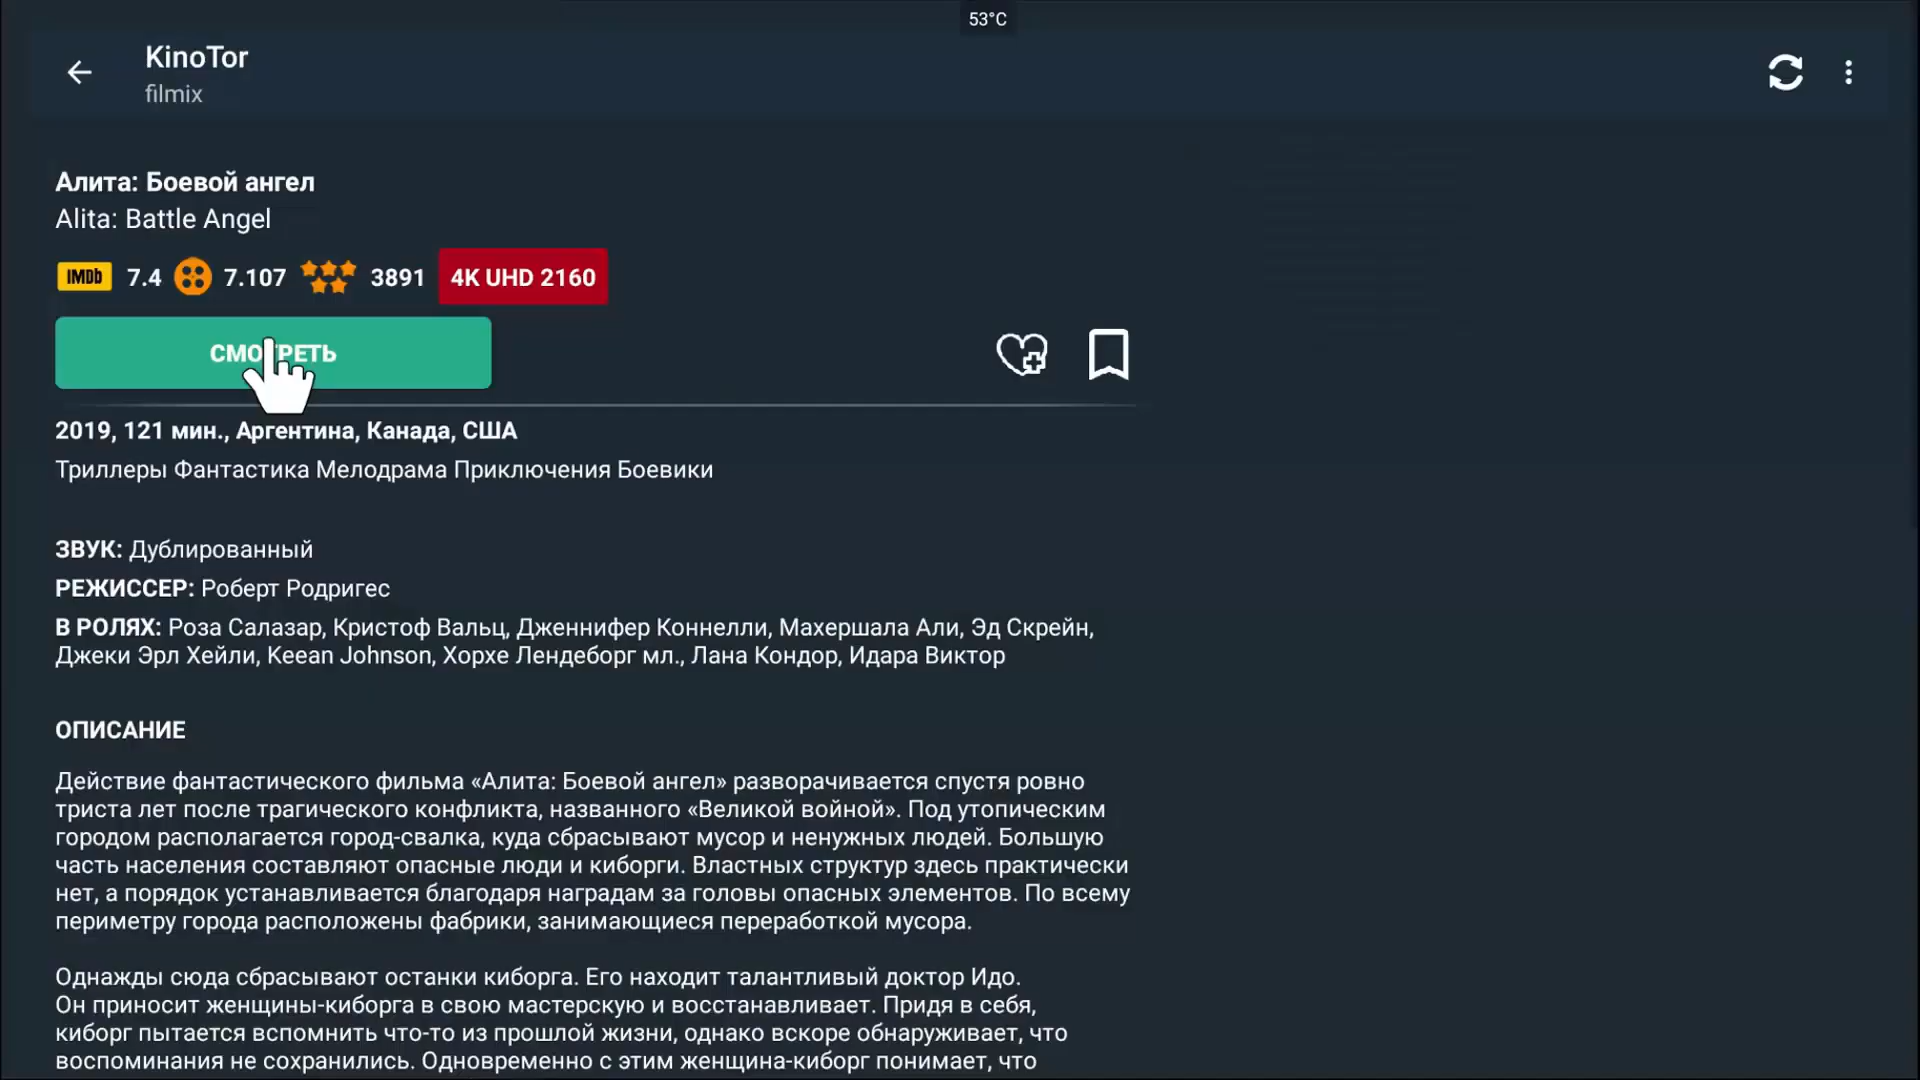 53°C
KinoTor
filmix
Алита: Боевой ангел
Alita: Battle Angel
IMDb 7.4 7.107 3891 4K UHD 2160
СМОТРЕТЬ
2019, 121 мин., Аргентина, Канада, США
Триллеры Фантастика Мелодрама Приключения Боевики
ЗВУК: Дублированный
РЕЖИССЕР: Роберт Родригес
В РОЛЯХ: Роза Салазар, Кристоф Вальц, Дженнифер Коннелли, Махершала Али, Эд Скрейн,
Джеки Эрл Хейли, Keean Johnson, Хорхе Лендеборг мл., Лана Кондор, Идара Виктор
ОПИСАНИЕ
Действие фантастического фильма «Алита: Боевой ангел» разворачивается спустя ровно
триста лет после трагического конфликта, названного «Великой войной». Под утопическим
городом располагается город-свалка, куда сбрасывают мусор и ненужных людей. Большую
часть населения составляют опасные люди и киборги. Властных структур здесь практически
нет, а порядок устанавливается благодаря наградам за головы опасных элементов. По всему
периметру города расположены фабрики, занимающиеся переработкой мусора.
Однажды сюда сбрасывают останки киборга. Его находит талантливый доктор Идо.
Он приносит женщины-киборга в свою мастерскую и восстанавливает. Придя в себя,
киборг пытается вспомнить что-то из прошлой жизни, однако вскоре обнаруживает, что
воспоминания не сохранились. Одновременно с этим женщина-киборг понимает, что